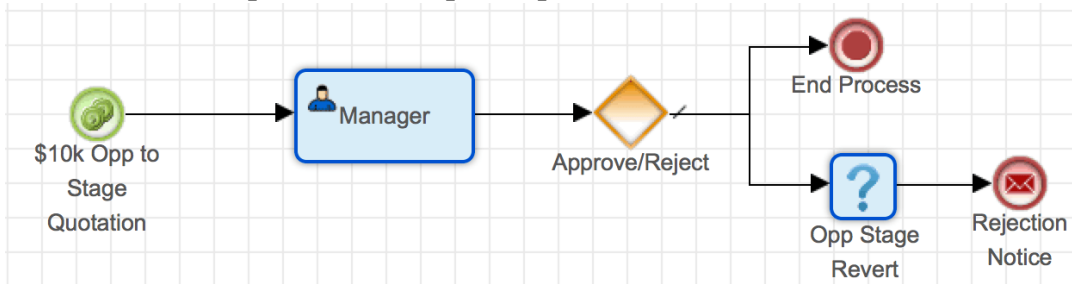 $10k Opp to
Stage
Quotation
Manager
Approve/Reject
End Process
Opp Stage
Revert
Rejection
Notice